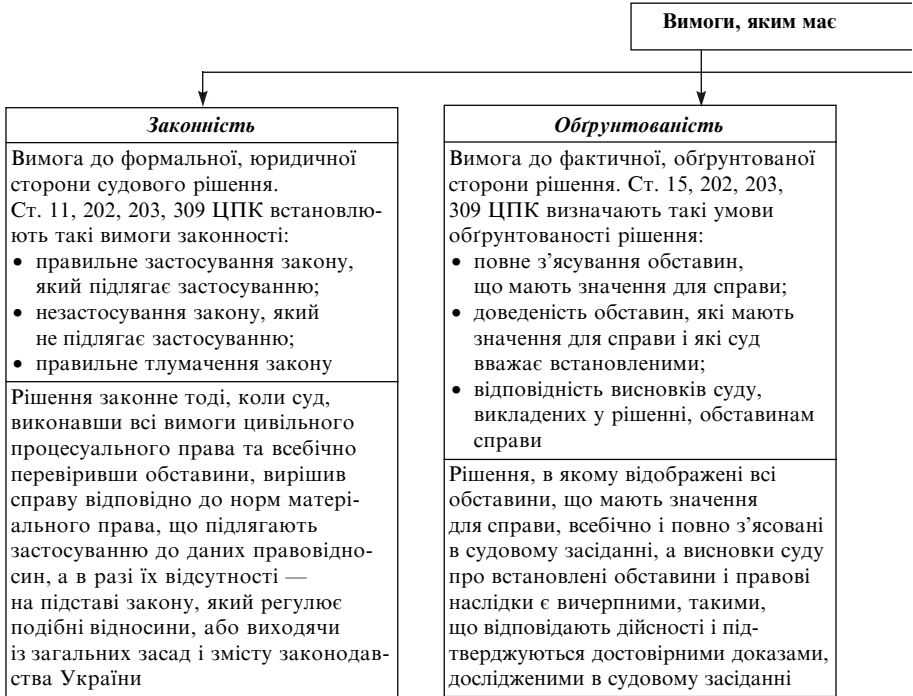 Вимоги, яким має
Законність
Вимога до формальної, юридичної
сторони судового рішення.
Ст. 11, 202, 203, 309 ЦПК встановлю-
ють такі вимоги законності:
• правильне застосування закону,
який підлягає застосуванню;
• незастосування закону, який
не підлягає застосуванню;
• правильне тлумачення закону
Рішення законне тоді, коли суд,
виконавши всі вимоги цивільного
процесуального права та всебічно
перевіривши обставини, вирішив
справу відповідно до норм матері-
ального права, що підлягають
застосуванню до даних правовідно-
син, а в разі їх відсутності —
на підставі закону, який регулює
подібні відносини, або виходячи
із загальних засад і змісту законодав-
ства України
Обґрунтованість
Вимога до фактичної, обґрунтованої
сторони рішення. Ст. 15, 202, 203,
309 ЦПК визначають такі умови
обґрунтованості рішення:
• повне з’ясування обставин,
що мають значення для справи;
• доведеність обставин, які мають
значення для справи і які суд
вважає встановленими;
• відповідність висновків суду,
викладених у рішенні, обставинам
справи
Рішення, в якому відображені всі
обставини, що мають значення
для справи, всебічно і повно з’ясовані
в судовому засіданні, а висновки суду
про встановлені обставини і правові
наслідки є вичерпними, такими,
що відповідають дійсності і під-
тверджуються достовірними доказами,
дослідженими в судовому засіданні